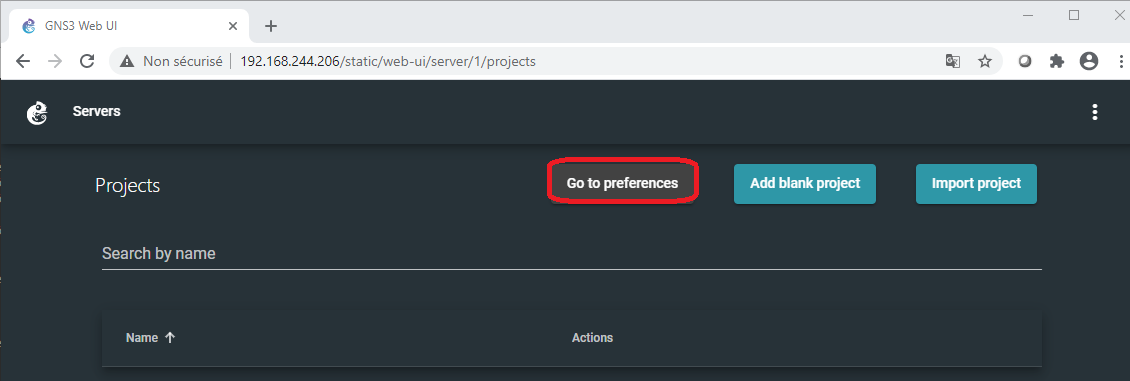 GNS3 Web UI
Non sécurisé 192.168.244.206/static/web-ui/server/1/projects
Servers
Projects Go to preferences Add blank project Import project
Search by name
Name Actions